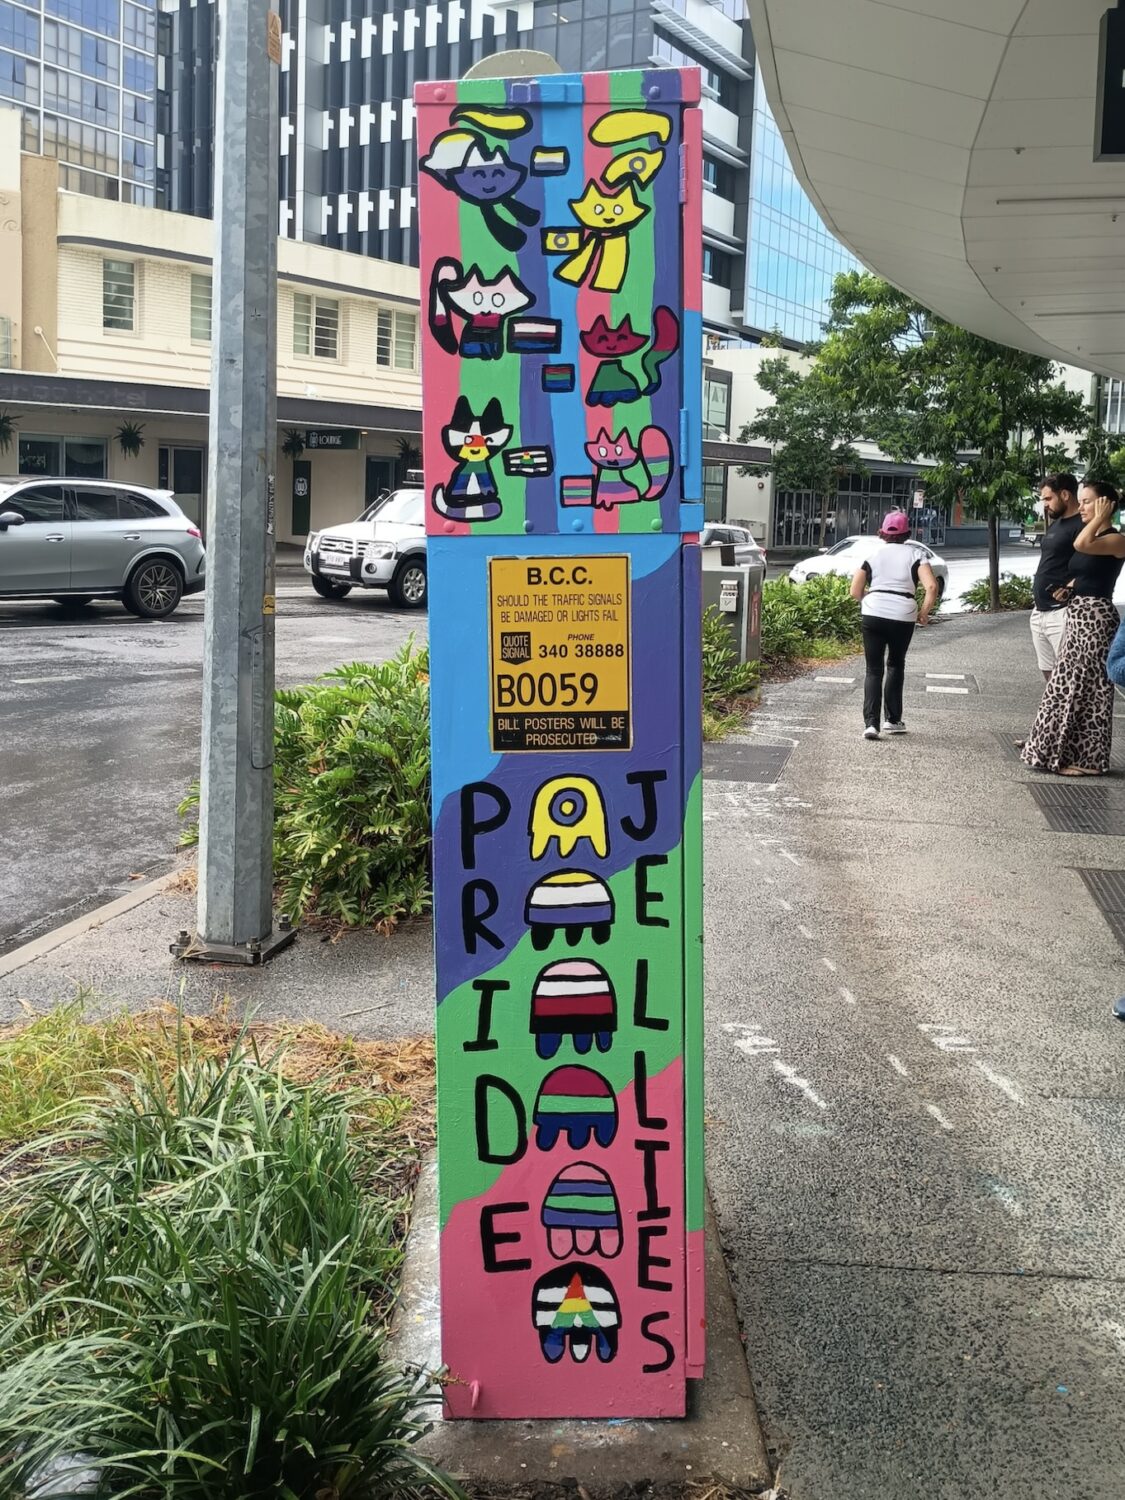 B.C.C.
SHOULD THE TRAFFIC SIGNALS
BE DAMAGED OR LIGHTS FAIL
QUOTE
SIGNAL
PHONE
340 38888
B0059
BILL POSTERS WILL BE
PROSECUTED
PRIDE
JELLIES
LOUNGE